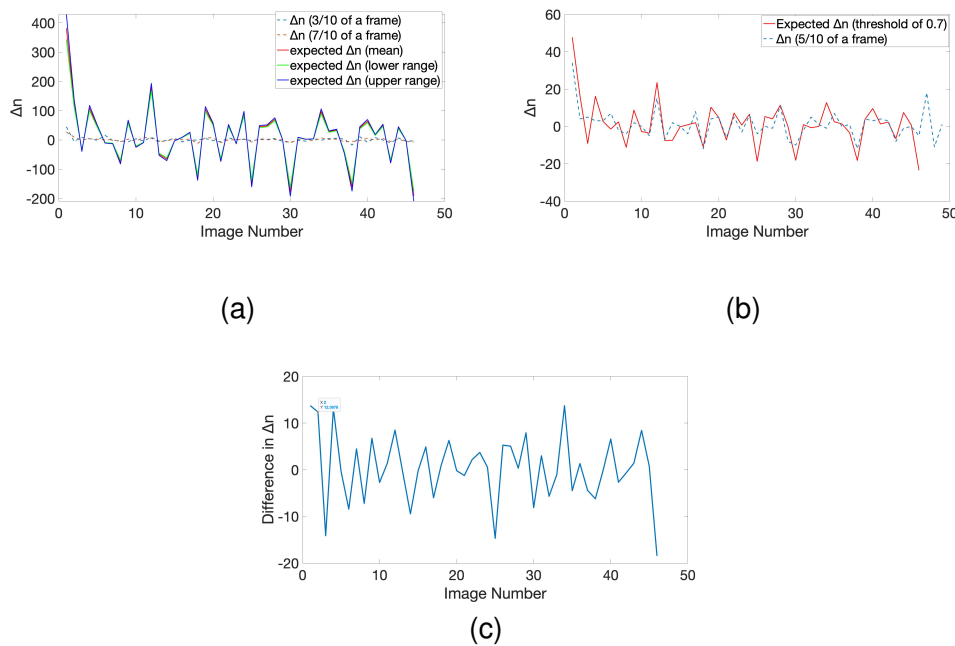 Δn (3/10 of a frame)
Δn (7/10 of a frame)
expected Δn (mean)
expected Δn (lower range)
expected Δn (upper range)
400
300
200
100
0
-100
-200
Δn
0 10 20 30 40 50
Image Number
(a)
Expected Δn (threshold of 0.7)
Δn (5/10 of a frame)
60
40
20
0
-20
-40
Δn
0 10 20 30 40 50
Image Number
(b)
20
10
0
-10
-20
Difference in Δn
X 2
0 10 20 30 40 50
Image Number
(c)